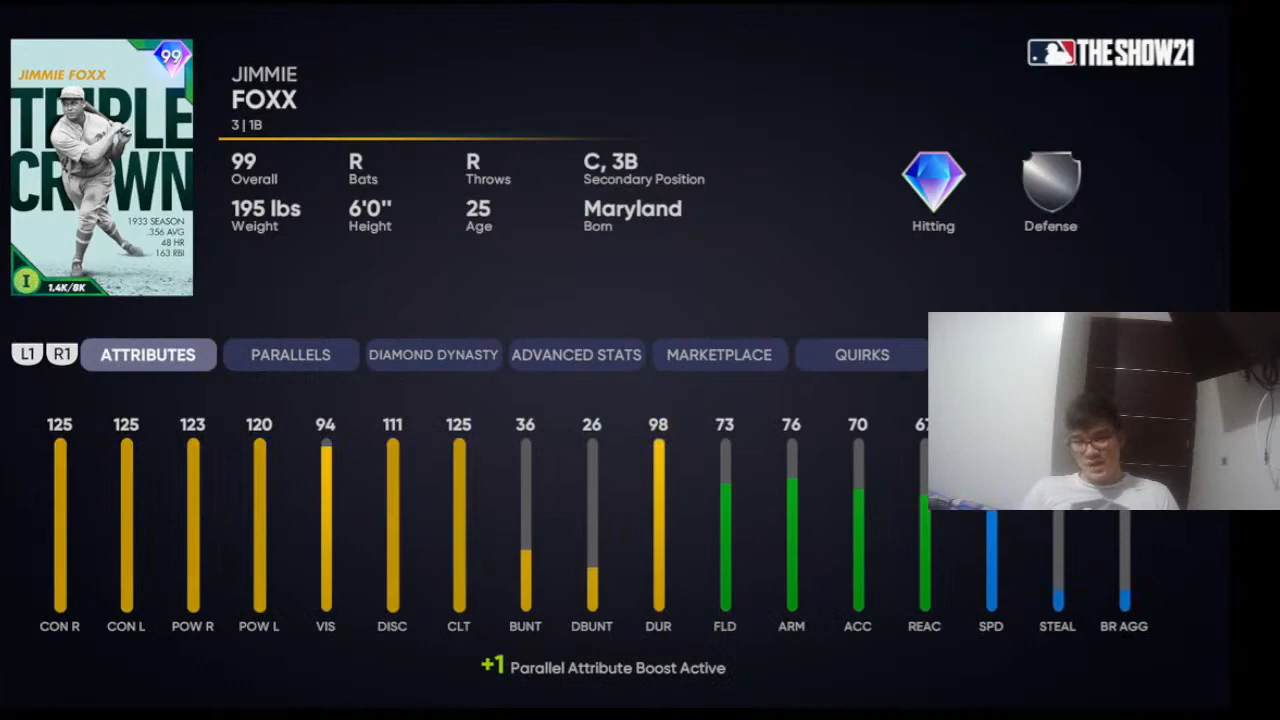 99
JIMMIE FOXX
TRIPLE
CROWN
1933 SEASON
.356 AVG
48 HR
163 RBI
I
1.4K/8K
JIMMIE
FOXX
3 | 1B
99
Overall
R
Bats
R
Throws
C, 3B
Secondary Position
195 lbs
Weight
6'0"
Height
25
Age
Maryland
Born
MLB THE SHOW 21
Hitting
Defense
L1 R1 ATTRIBUTES PARALLELS DIAMOND DYNASTY ADVANCED STATS MARKETPLACE QUIRKS
125 125 123 120 94 111 125 36 26 98 73 76 70 67
CON R CON L POW R POW L VIS DISC CLT BUNT DBUNT DUR FLD ARM ACC REAC SPD STEAL BR AGG
+1 Parallel Attribute Boost Active